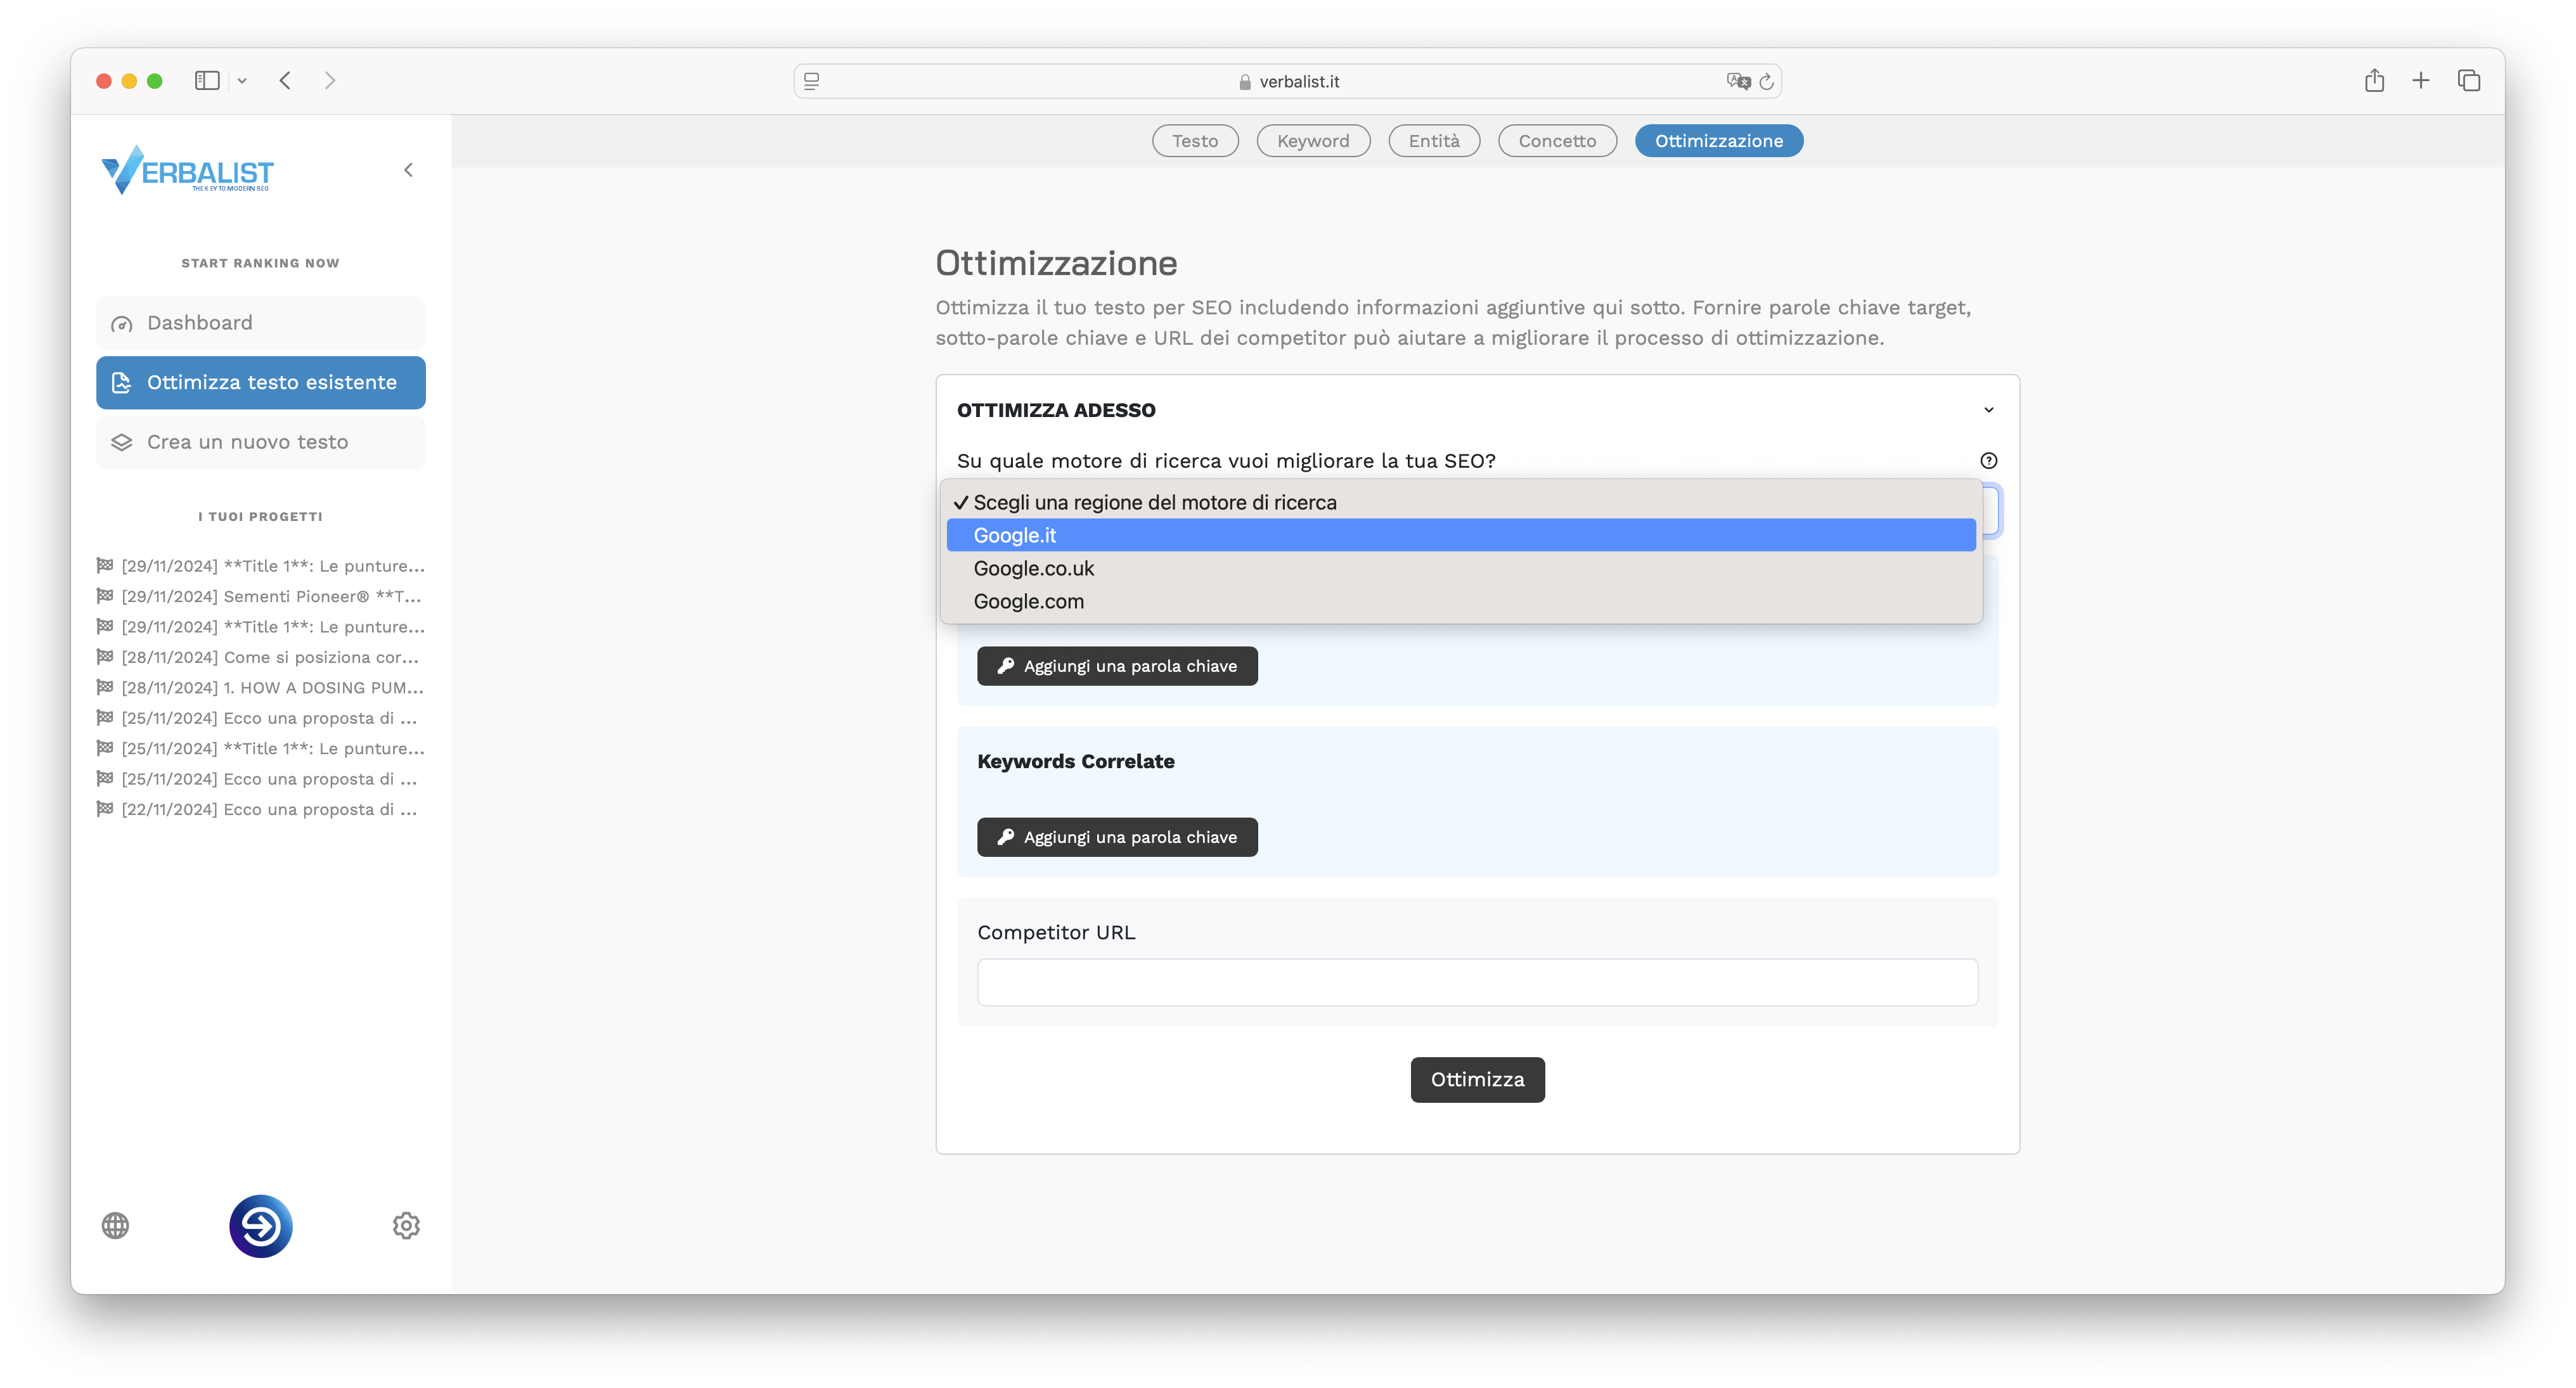 verbalist.it
VERBALIST
THE KEY TO MODERN SEO
START RANKING NOW
Dashboard
Ottimizza testo esistente
Crea un nuovo testo
I TUOI PROGETTI
[29/11/2024] **Title 1**: Le punture...
[29/11/2024] Sementi Pioneer® **T...
[29/11/2024] **Title 1**: Le punture...
[28/11/2024] Come si posiziona cor...
[28/11/2024] 1. HOW A DOSING PUM...
[25/11/2024] Ecco una proposta di ...
[25/11/2024] **Title 1**: Le punture...
[25/11/2024] Ecco una proposta di ...
[22/11/2024] Ecco una proposta di ...
Testo Keyword Entità Concetto Ottimizzazione
Ottimizzazione
Ottimizza il tuo testo per SEO includendo informazioni aggiuntive qui sotto. Fornire parole chiave target,
sotto-parole chiave e URL dei competitor può aiutare a migliorare il processo di ottimizzazione.
OTTIMIZZA ADESSO
Su quale motore di ricerca vuoi migliorare la tua SEO?
✓ Scegli una regione del motore di ricerca
Google.it
Google.co.uk
Google.com
Aggiungi una parola chiave
Keywords Correlate
Aggiungi una parola chiave
Competitor URL
Ottimizza